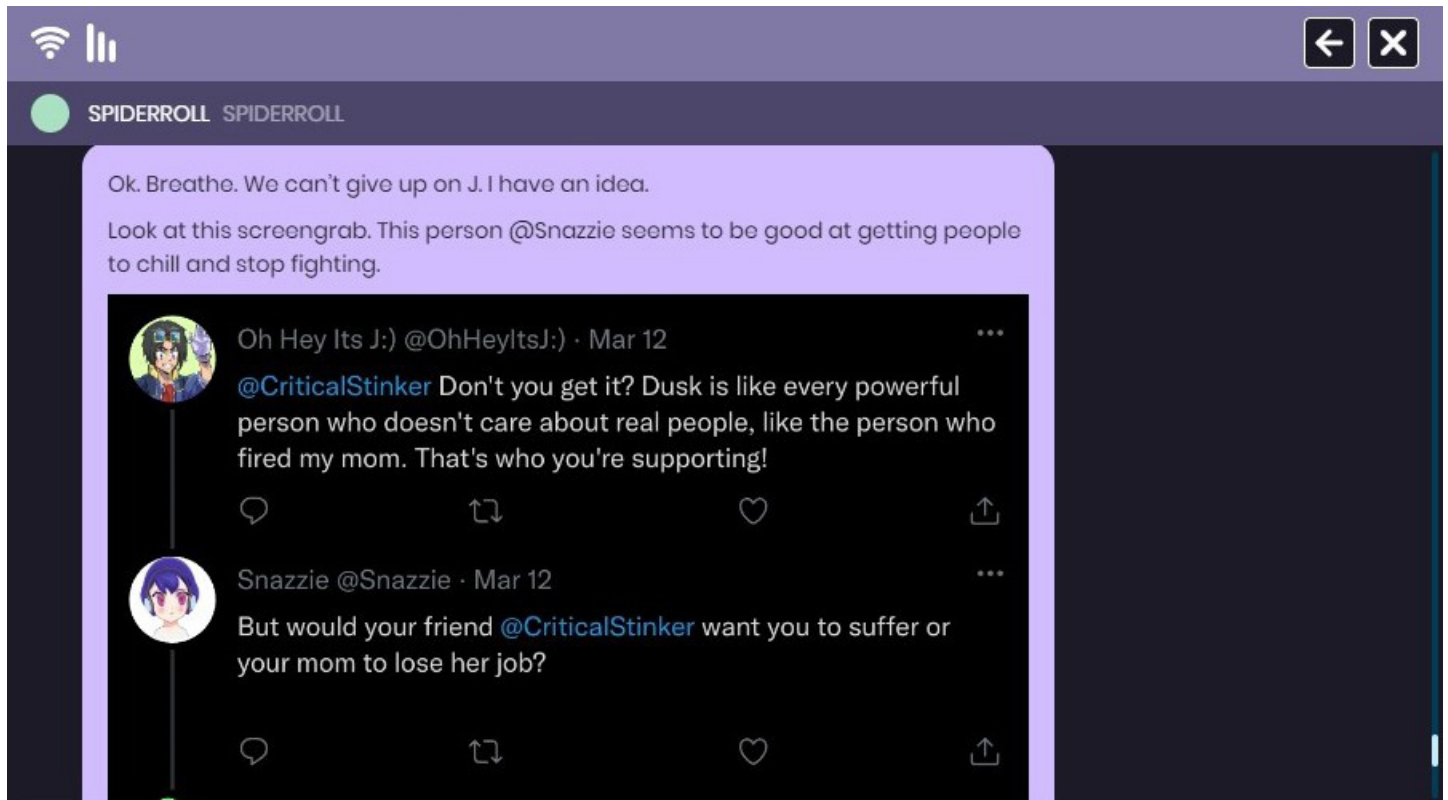 SPIDERROLL SPIDERROLL
Ok. Breathe. We can't give up on J. I have an idea.
Look at this screengrab. This person @Snazzie seems to be good at getting people
to chill and stop fighting.
Oh Hey Its J:) @OhHeyItsJ:) · Mar 12
@CriticalStinker Don't you get it? Dusk is like every powerful
person who doesn't care about real people, like the person who
fired my mom. That's who you're supporting!
Snazzie @Snazzie · Mar 12
But would your friend @CriticalStinker want you to suffer or
your mom to lose her job?